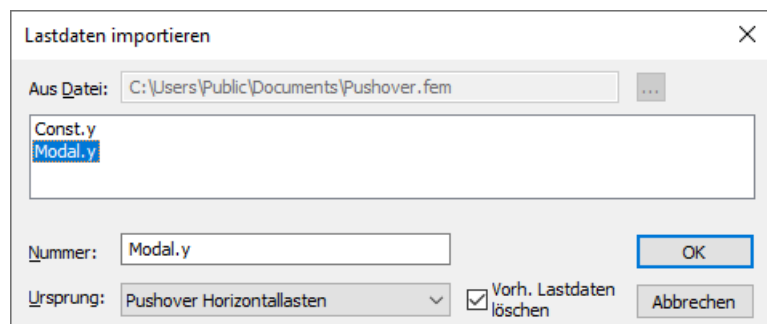 Lastdaten importieren
Aus Datei: C:\Users\Public\Documents\Pushover.fem ...
Const.y
Modal.y
Nummer: Modal.y OK
Ursprung: Pushover Horizontallasten Vorh. Lastdaten
löschen Abbrechen